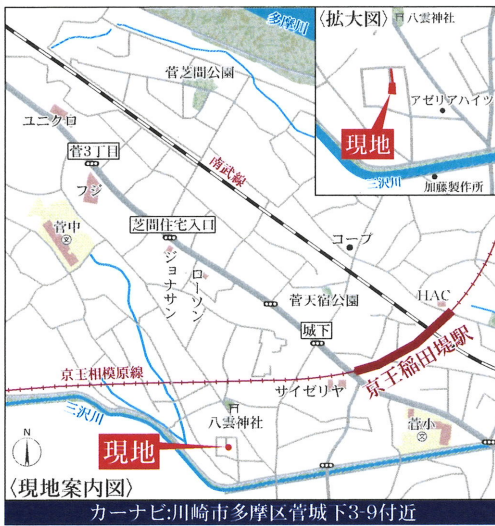 多摩川
〈拡大図〉
八雲神社
アゼリアハイツ
現地
三沢川
加藤製作所
菅芝間公園
ユニクロ
菅3丁目
フジ
南武線
菅中
芝間住宅入口
ジョナサン
ローソン
コープ
菅天宿公園
HAC
城下
京王稲田堤駅
京王相模原線
サイゼリヤ
三沢川
八雲神社
菅小
現地
N
〈現地案内図〉
カーナビ:川崎市多摩区菅城下3-9付近